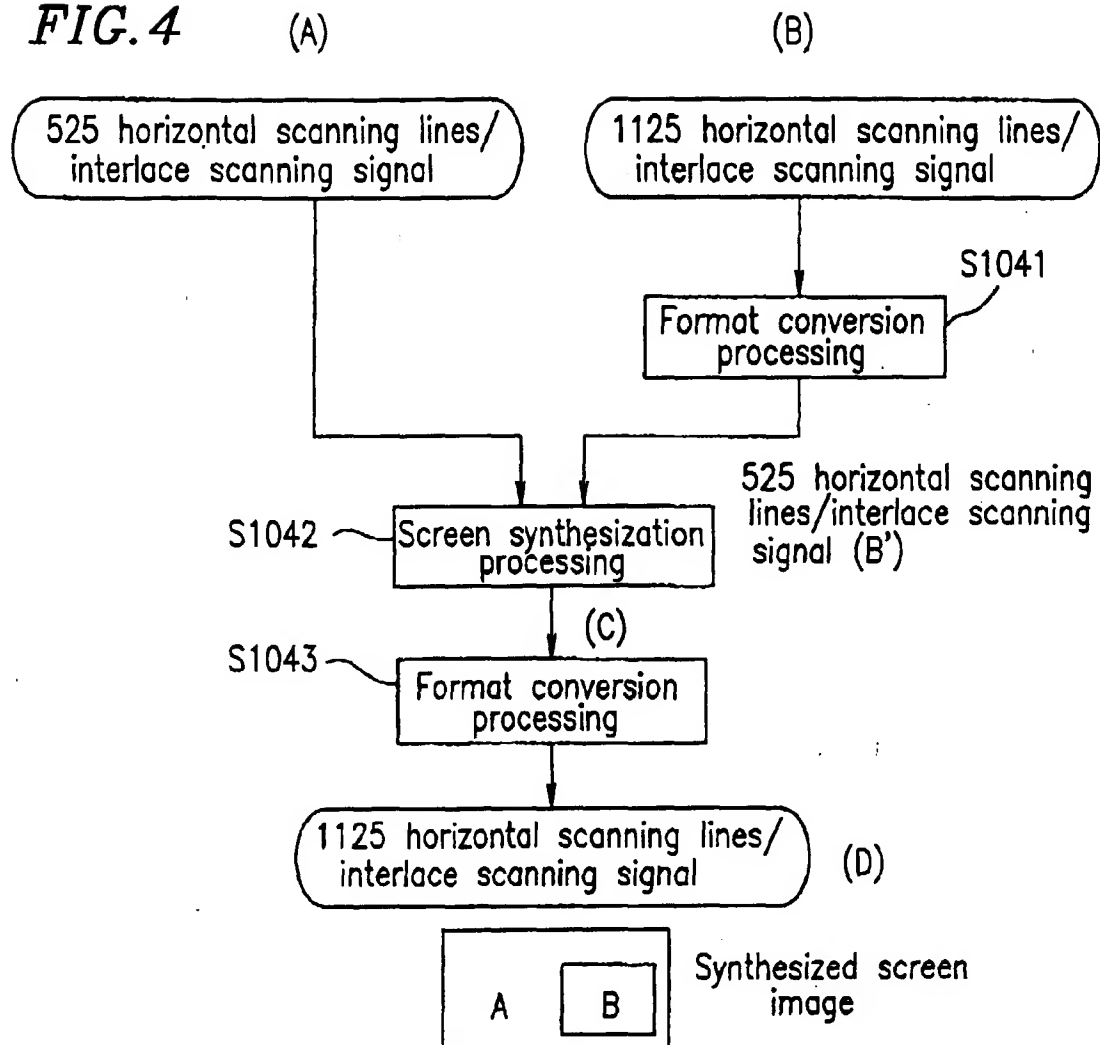 FIG. 4
(A)
(B)
525 horizontal scanning lines/
interlace scanning signal
1125 horizontal scanning lines/
interlace scanning signal
S1041
Format conversion
processing
525 horizontal scanning
lines/interlace scanning
signal (B')
S1042
Screen synthesization
processing
(C)
S1043
Format conversion
processing
1125 horizontal scanning lines/
interlace scanning signal
(D)
A
B
Synthesized screen
image